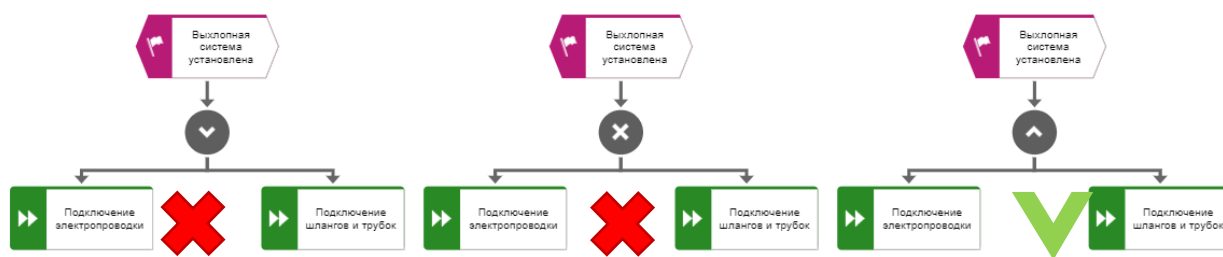 Выхлопная
система
установлена
Выхлопная
система
установлена
Выхлопная
система
установлена
Подключение
электропроводки
Подключение
шлангов и трубок
Подключение
электропроводки
Подключение
шлангов и трубок
Подключение
электропроводки
Подключение
шлангов и трубок